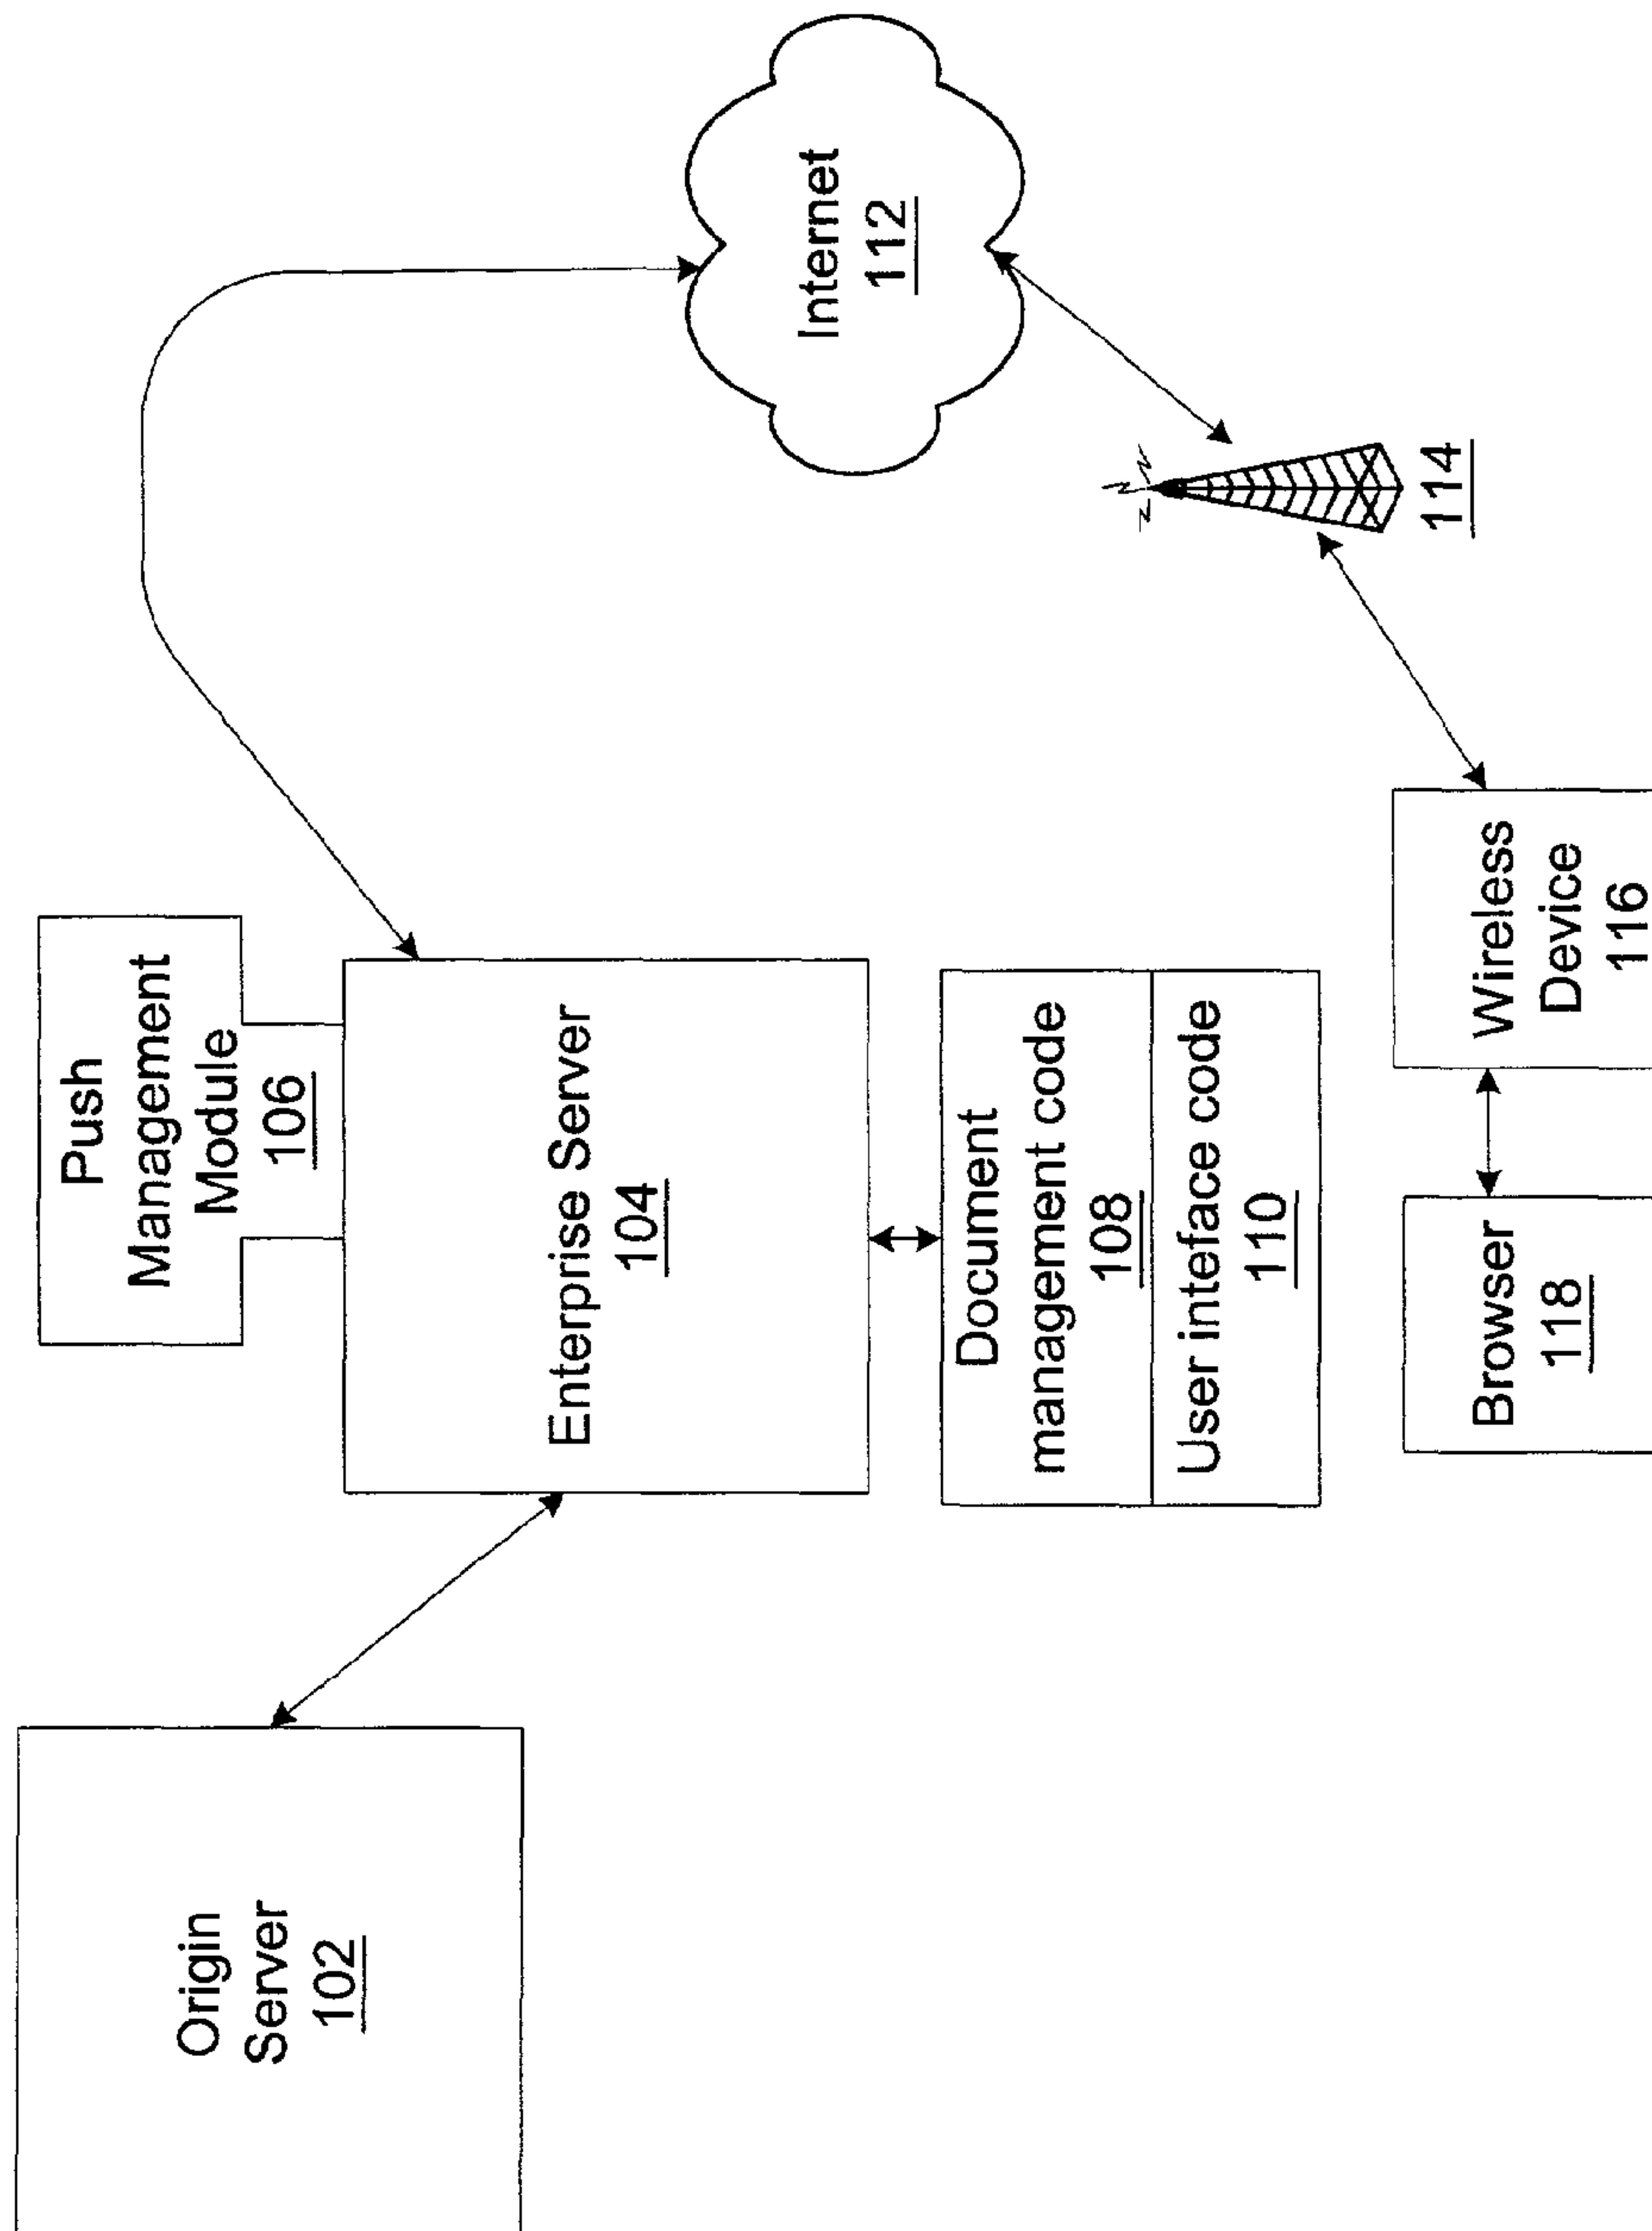 Origin
Server
102
Push
Management
Module
106
Enterprise Server
104
Document
management code
108
User inteface code
110
Internet
112
114
Wireless
Device
116
Browser
118